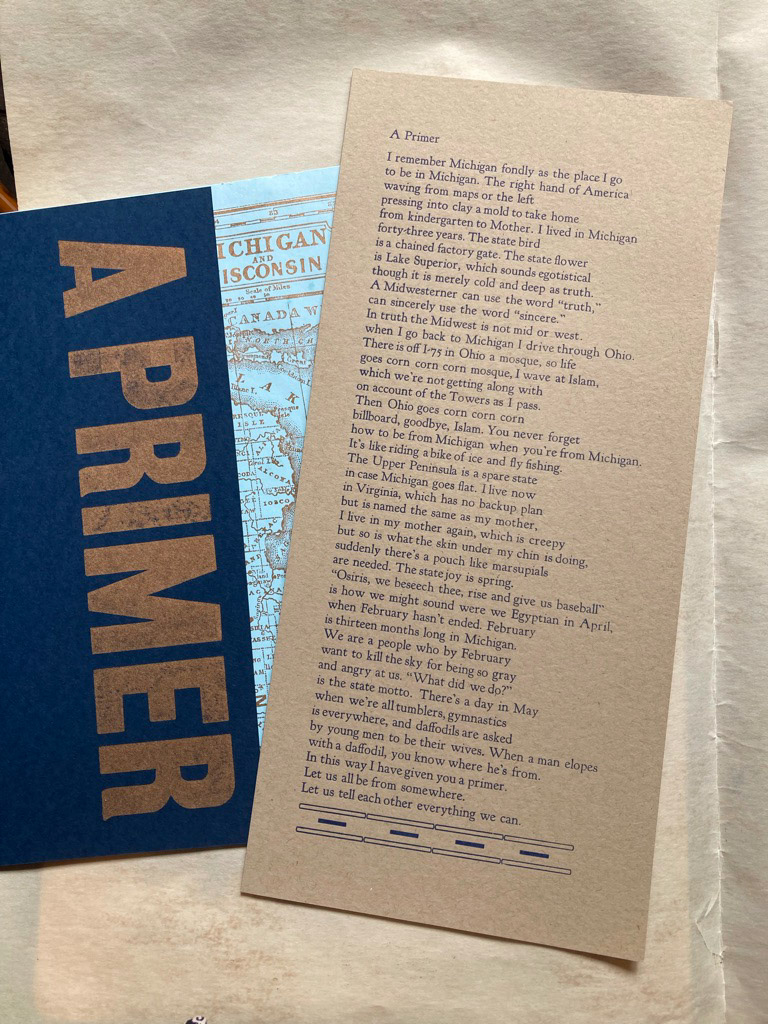 A PRIMER
MICHIGAN
AND
WISCONSIN
Scale of Miles
CANADA
NORTH
LAKE
ISLE
A Primer
I remember Michigan fondly as the place I go
to be in Michigan. The right hand of America
waving from maps or the left
pressing into clay a mold to take home
from kindergarten to Mother. I lived in Michigan
forty-three years. The state bird
is a chained factory gate. The state flower
is Lake Superior, which sounds egotistical
though it is merely cold and deep as truth.
A Midwesterner can use the word “truth,”
can sincerely use the word “sincere.”
In truth the Midwest is not mid or west.
when I go back to Michigan I drive through Ohio.
There is off I-75 in Ohio a mosque, so life
goes corn corn corn mosque, I wave at Islam,
which we're not getting along with
on account of the Towers as I pass.
Then Ohio goes corn corn corn
billboard, goodbye, Islam. You never forget
how to be from Michigan when you're from Michigan.
It's like riding a bike of ice and fly fishing.
The Upper Peninsula is a spare state
in case Michigan goes flat. I live now
in Virginia, which has no backup plan
but is named the same as my mother,
I live in my mother again, which is creepy
but so is what the skin under my chin is doing,
suddenly there's a pouch like marsupials
are needed. The state joy is spring.
“Osiris, we beseech thee, rise and give us baseball”
is how we might sound were we Egyptian in April,
when February hasn't ended. February
is thirteen months long in Michigan.
We are a people who by February
want to kill the sky for being so gray
and angry at us. “What did we do?”
is the state motto. There's a day in May
when we're all tumblers, gymnastics
is everywhere, and daffodils are asked
by young men to be their wives. When a man elopes
with a daffodil, you know where he's from.
In this way I have given you a primer.
Let us all be from somewhere.
Let us tell each other everything we can.